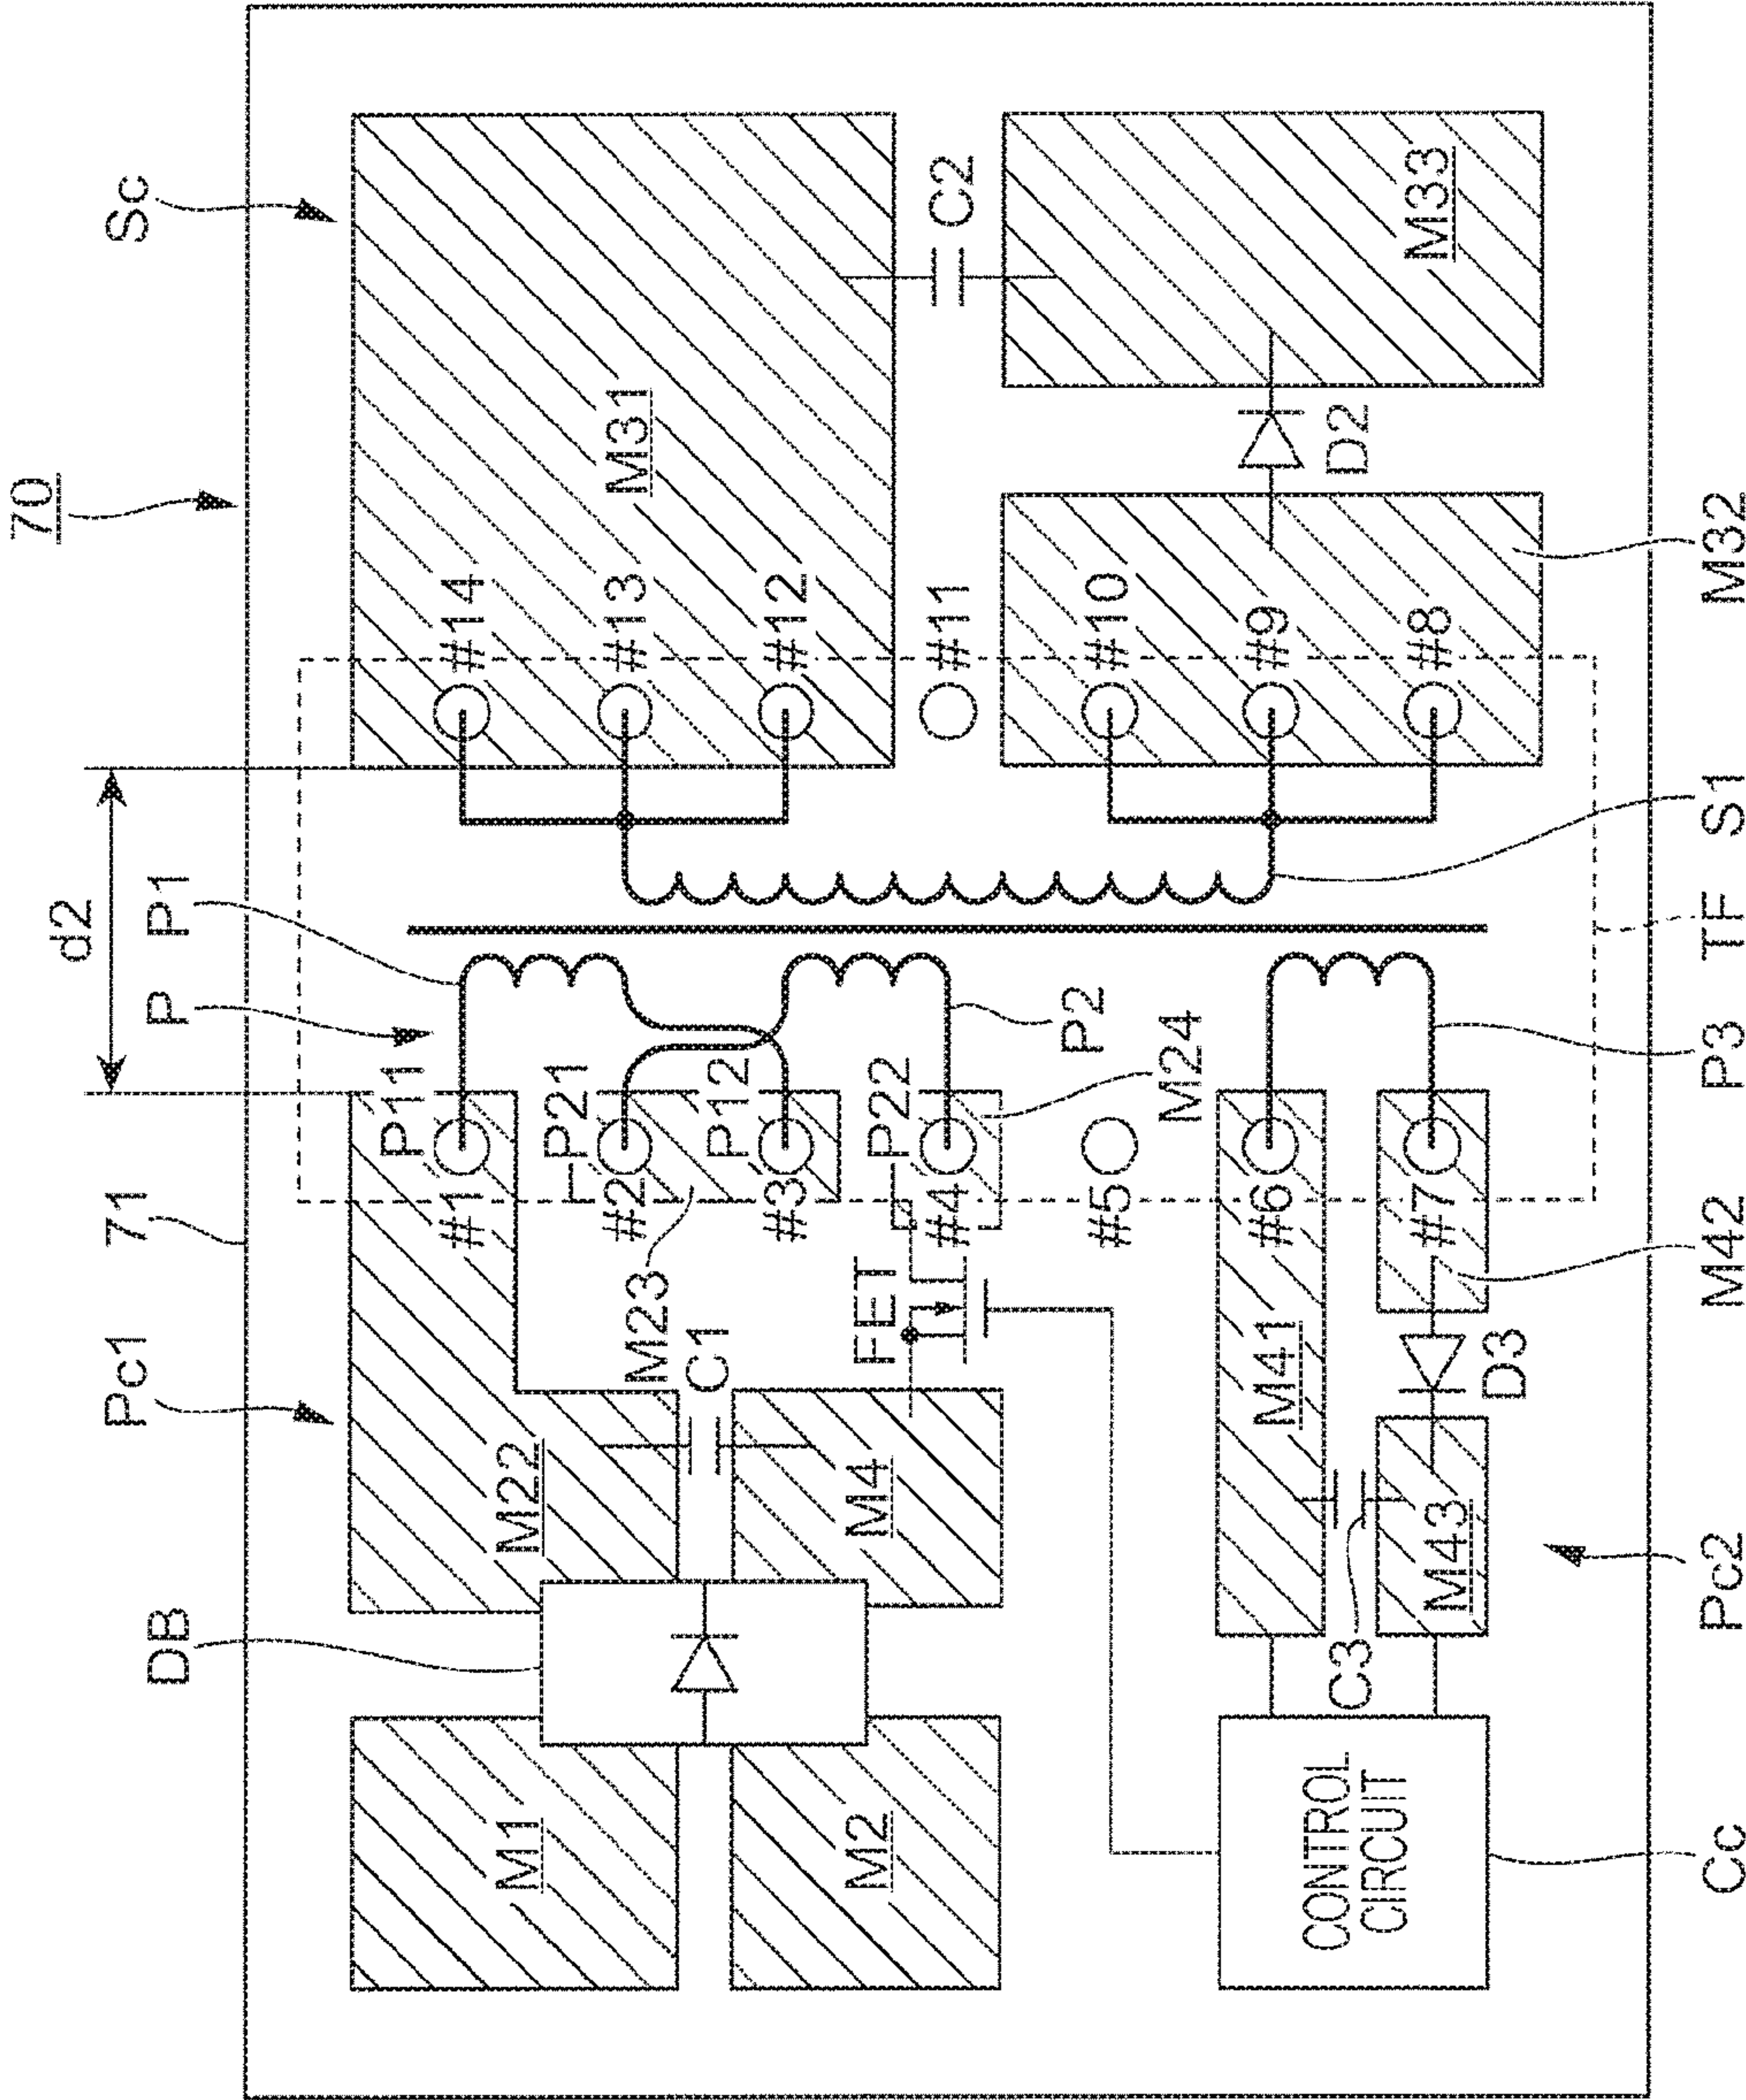 70
71
Pc1
DB
d2
P
P1
Sc
M1
M2
M22
M4
C1
M23
FET
P11
#1
P21
#2
P12
#3
P22
#4
#5
M24
P2
#6
#7
M41
M43
C3
D3
CONTROL
CIRCUIT
#14
#13
#12
#11
#10
#9
#8
M31
C2
M33
D2
Cc
Pc2
M42
P3
TF
S1
M32